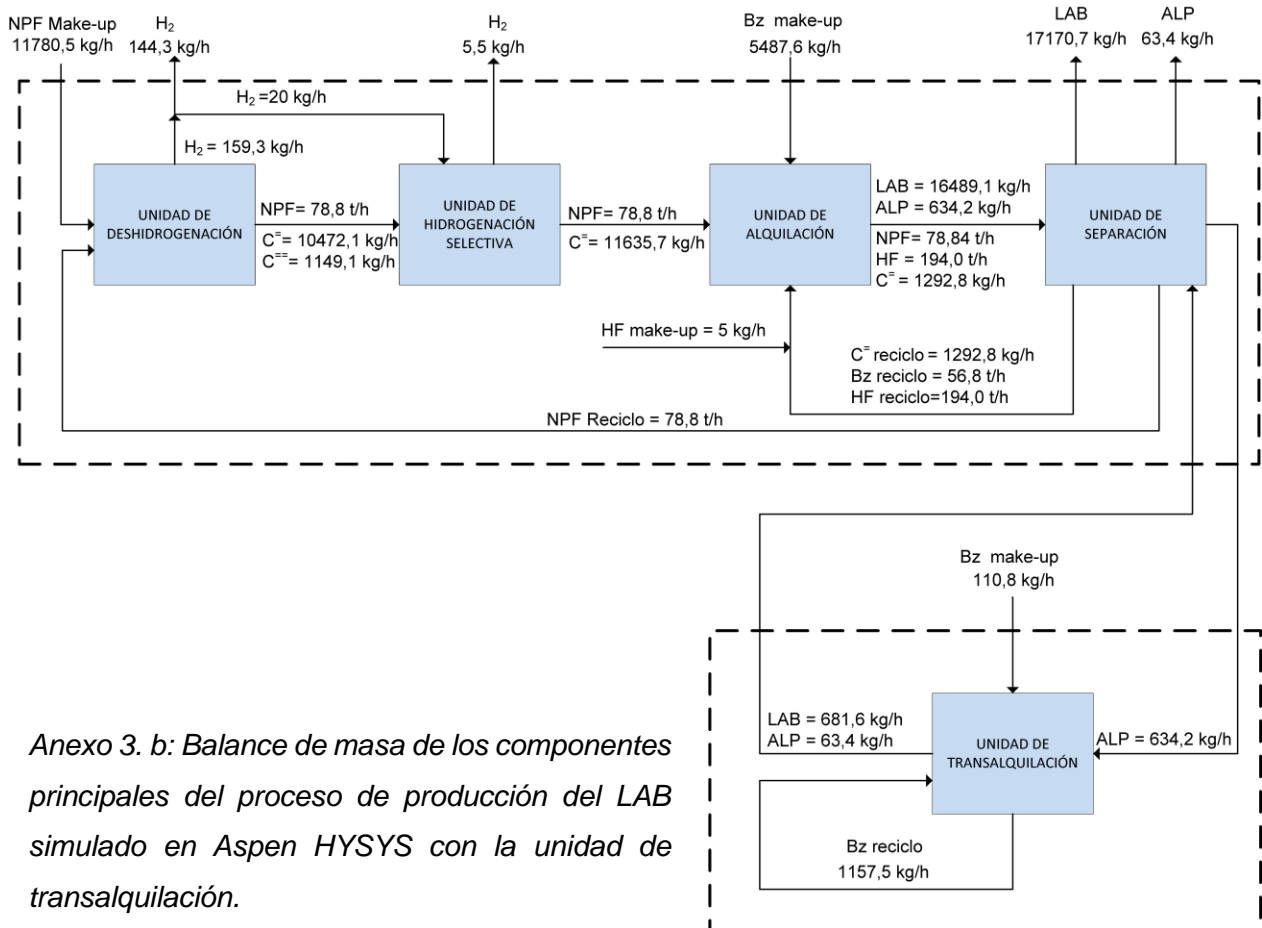 NPF Make-up
11780,5 kg/h
H₂
144,3 kg/h
H₂
5,5 kg/h
Bz make-up
5487,6 kg/h
LAB
17170,7 kg/h
ALP
63,4 kg/h
H₂ =20 kg/h
H₂ = 159,3 kg/h
UNIDAD DE
DESHIDROGENACIÓN
NPF= 78,8 t/h
C⁼= 10472,1 kg/h
C⁼⁼= 1149,1 kg/h
UNIDAD DE
HIDROGENACIÓN
SELECTIVA
NPF= 78,8 t/h
C⁼= 11635,7 kg/h
UNIDAD DE
ALQUILACIÓN
LAB = 16489,1 kg/h
ALP = 634,2 kg/h
NPF= 78,84 t/h
HF = 194,0 t/h
C⁼ = 1292,8 kg/h
UNIDAD DE
SEPARACIÓN
HF make-up = 5 kg/h
C⁼ reciclo = 1292,8 kg/h
Bz reciclo = 56,8 t/h
HF reciclo=194,0 t/h
NPF Reciclo = 78,8 t/h
Bz make-up
110,8 kg/h
LAB = 681,6 kg/h
ALP = 63,4 kg/h
UNIDAD DE
TRANSALQUILACIÓN
ALP = 634,2 kg/h
Bz reciclo
1157,5 kg/h
Anexo 3. b: Balance de masa de los componentes
principales del proceso de producción del LAB
simulado en Aspen HYSYS con la unidad de
transalquilación.